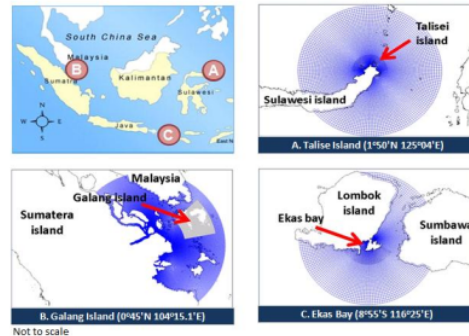 South China Sea
Malaysia
B
A
Sumatra
Kalimantan
Sulawesi
N
W
E
S
Java
C
East N
Talisei
island
Sulawesi island
A. Talise Island (1°50'N 125°04'E)
Malaysia
Galang Island
Sumatera
island
B. Galang Island (0°45'N 104°15.1'E)
Lombok
island
Ekas bay
Sumbawa
island
C. Ekas Bay (8°55'S 116°25'E)
Not to scale